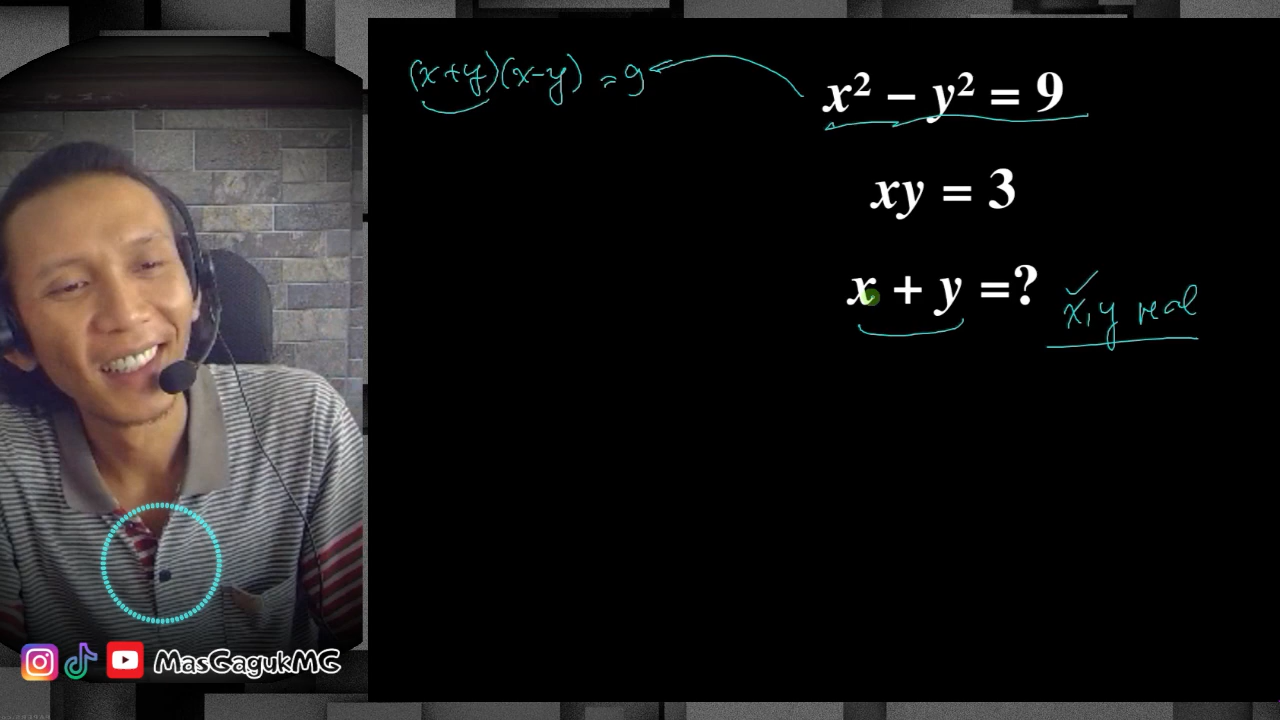 (x+y)(x-y) = 9
x² − y² = 9
xy = 3
x + y =?
x, y real
MasGagukMG